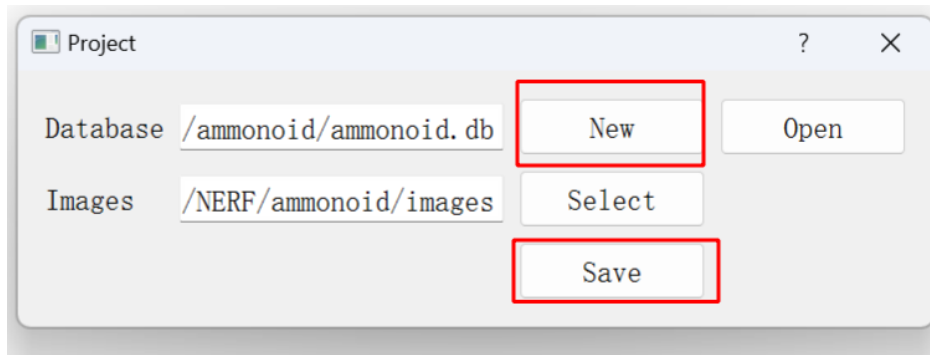 Project ?
Database /ammonoid/ammonoid.db New Open
Images /NERF/ammonoid/images Select
Save